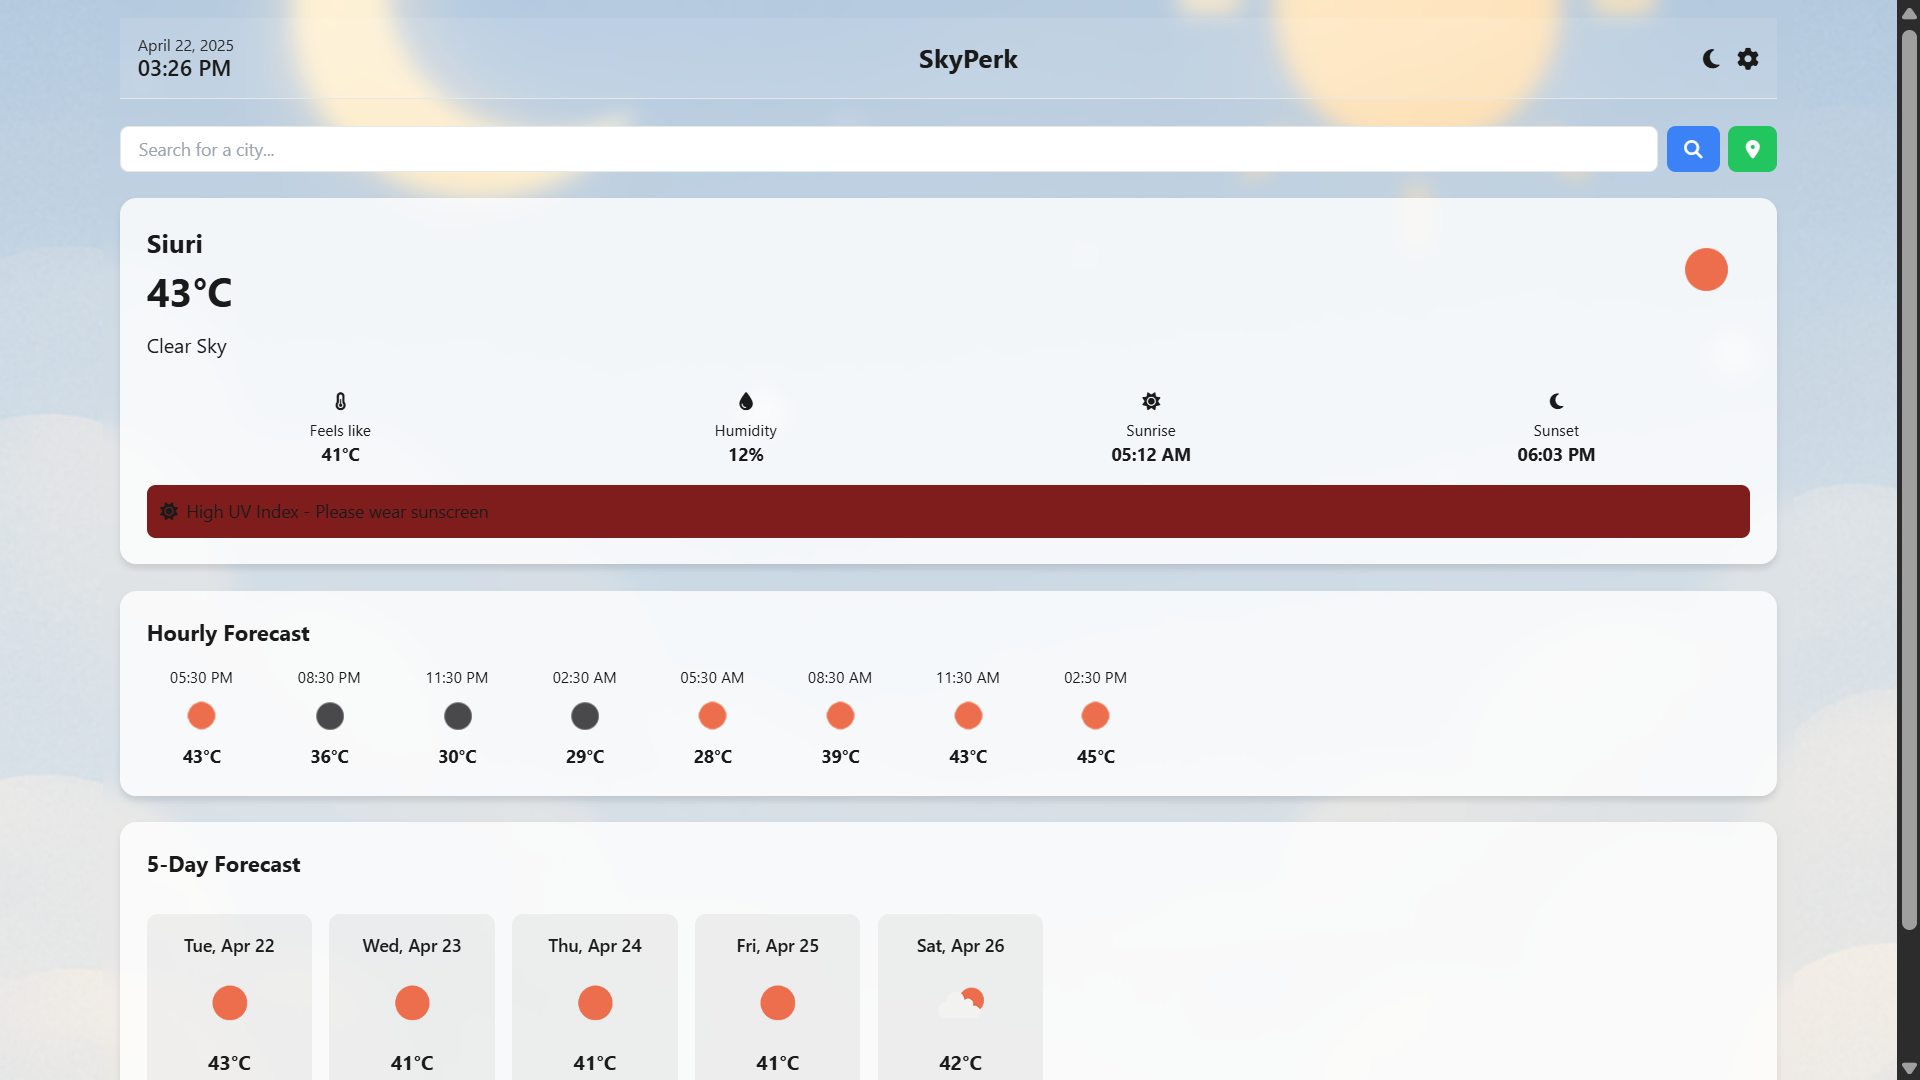 April 22, 2025
03:26 PM
SkyPerk
Search for a city...
Siuri
43°C
Clear Sky
Feels like Humidity Sunrise Sunset
41°C 12% 05:12 AM 06:03 PM
High UV Index - Please wear sunscreen
Hourly Forecast
05:30 PM 08:30 PM 11:30 PM 02:30 AM 05:30 AM 08:30 AM 11:30 AM 02:30 PM
43°C 36°C 30°C 29°C 28°C 39°C 43°C 45°C
5-Day Forecast
Tue, Apr 22 Wed, Apr 23 Thu, Apr 24 Fri, Apr 25 Sat, Apr 26
43°C 41°C 41°C 41°C 42°C